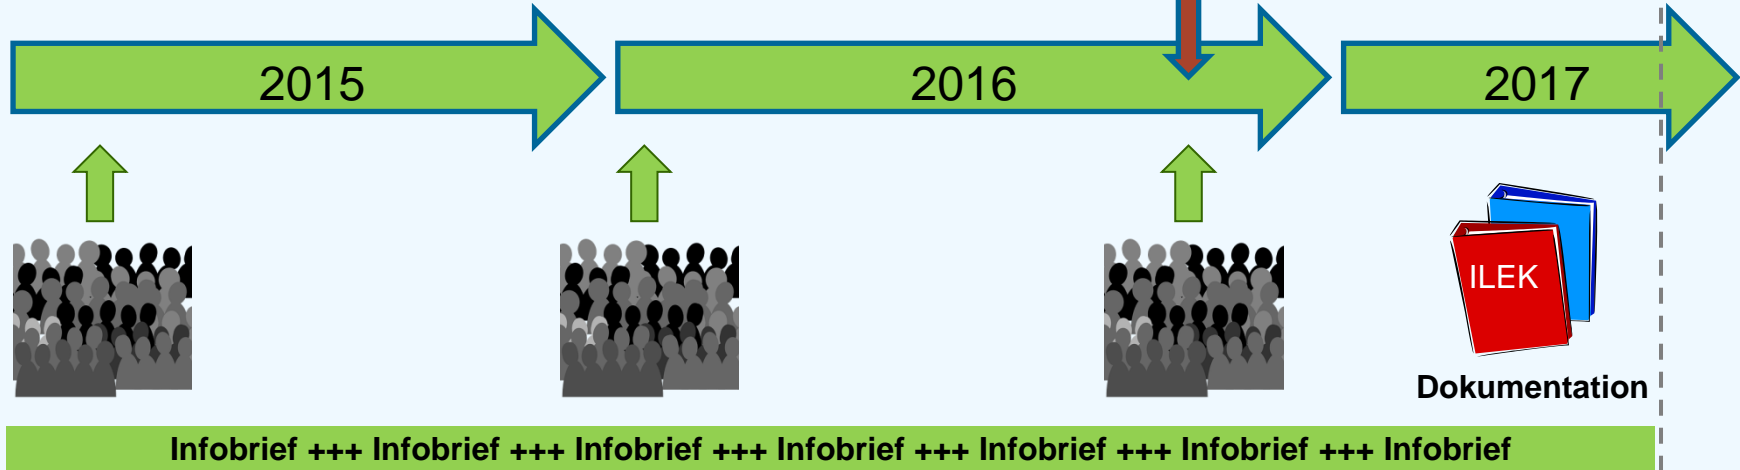 2015 2016 2017
ILEK
Dokumentation
Infobrief +++ Infobrief +++ Infobrief +++ Infobrief +++ Infobrief +++ Infobrief +++ Infobrief